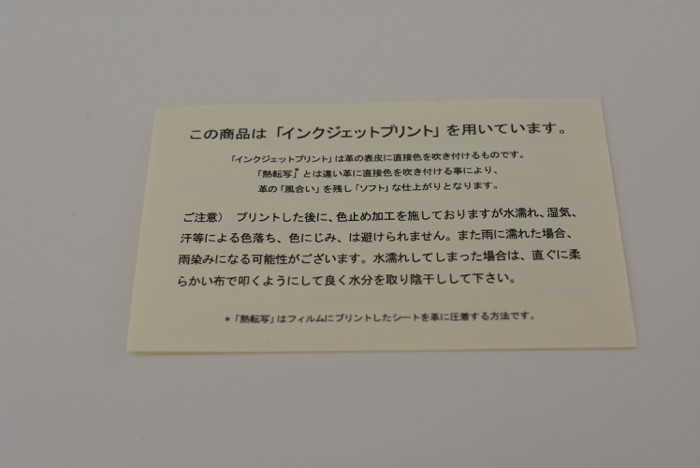 この商品は「インクジェットプリント」を用いています。
「インクジェットプリント」は革の表皮に直接色を吹き付けるものです。
「熱転写」*とは違い革に直接色を吹き付ける事により、
革の「風合い」を残し「ソフト」な仕上がりとなります。
ご注意） プリントした後に、色止め加工を施しておりますが水濡れ、湿気、
汗等による色落ち、色にじみ、は避けられません。また雨に濡れた場合、
雨染みになる可能性がございます。水濡れしてしまった場合は、直ぐに柔
らかい布で叩くようにして良く水分を取り陰干しして下さい。
*「熱転写」はフィルムにプリントしたシートを革に圧着する方法です。